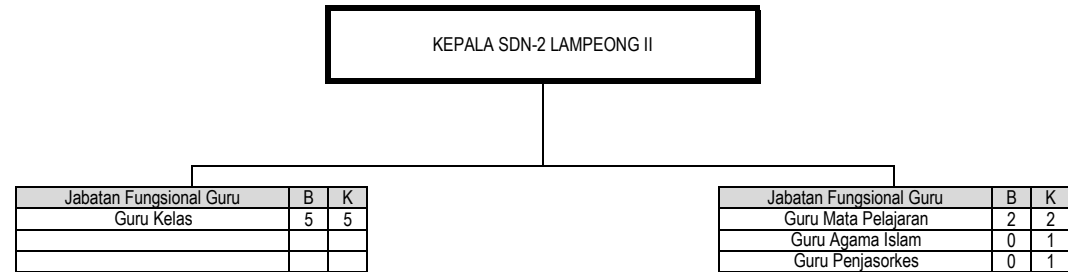 KEPALA SDN-2 LAMPEONG II
Jabatan Fungsional Guru B K
Guru Kelas 5 5
Jabatan Fungsional Guru B K
Guru Mata Pelajaran 2 2
Guru Agama Islam 0 1
Guru Penjasorkes 0 1